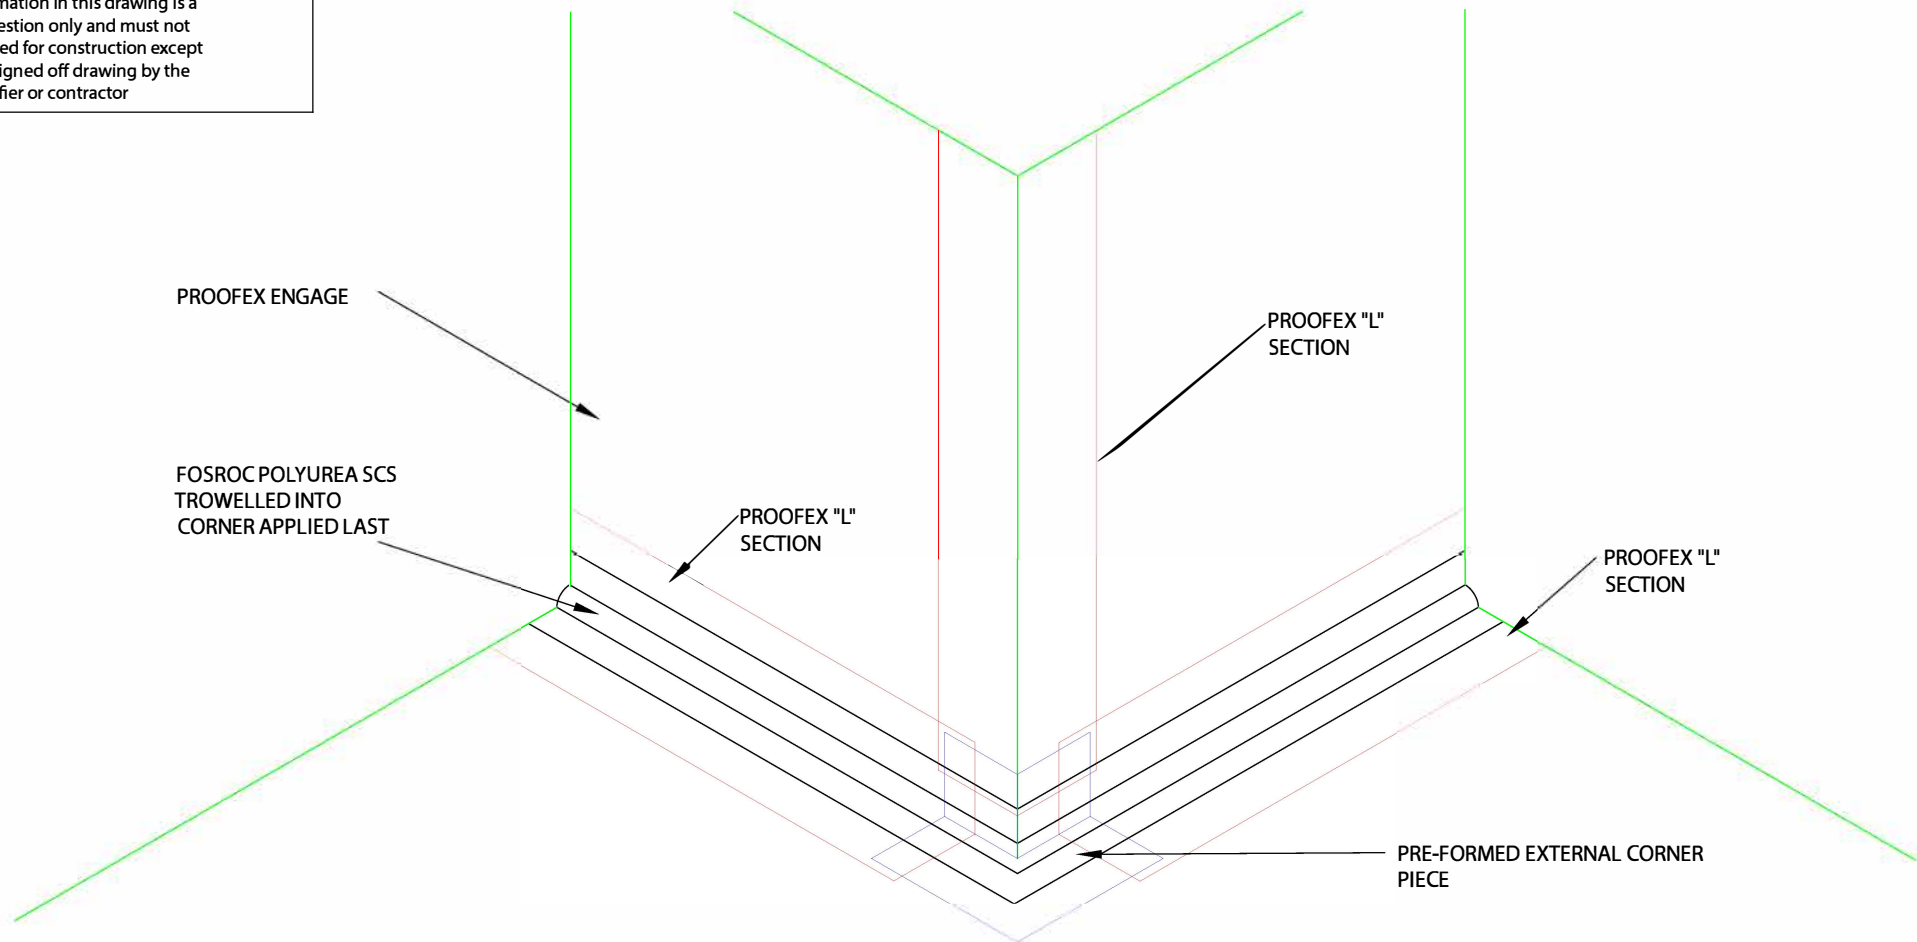 mation in this drawing is a
estion only and must not
ed for construction except
igned off drawing by the
fier or contractor
PROOFEX ENGAGE
PROOFEX "L"
SECTION
FOSROC POLYUREA SCS
TROWELLED INTO
CORNER APPLIED LAST
PROOFEX "L"
SECTION
PROOFEX "L"
SECTION
PRE-FORMED EXTERNAL CORNER
PIECE